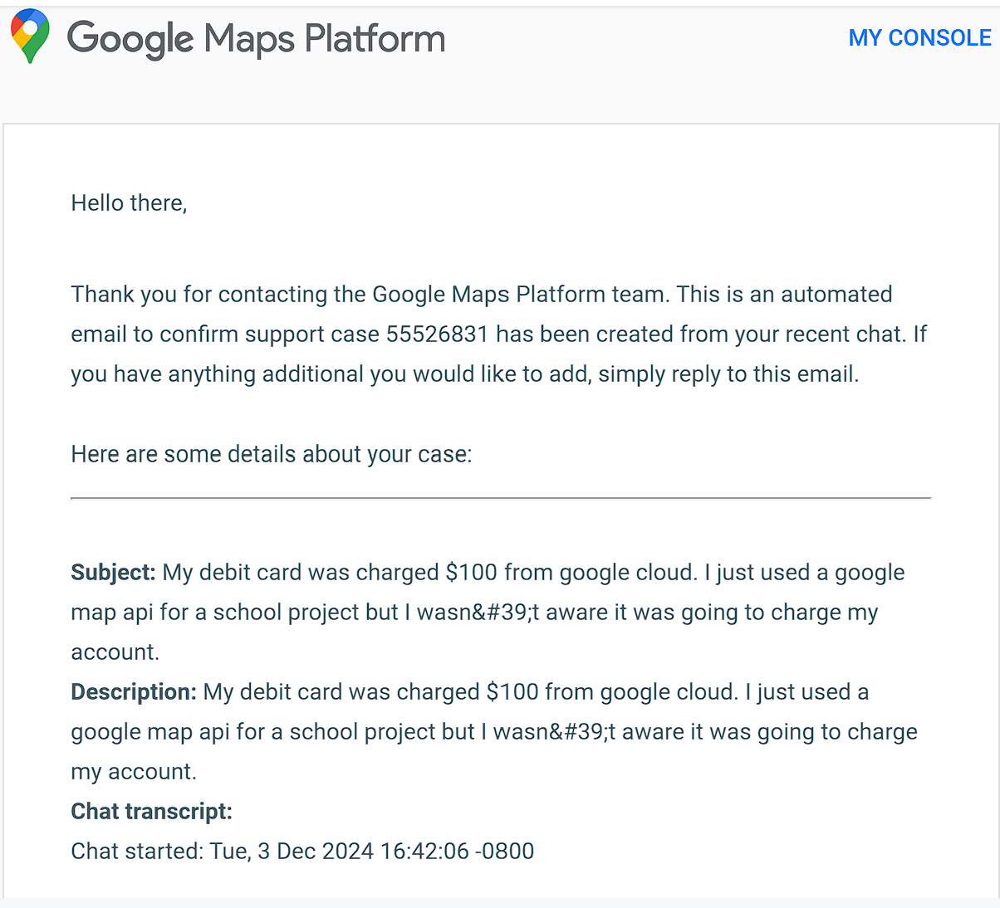 Google Maps Platform
MY CONSOLE
Hello there,
Thank you for contacting the Google Maps Platform team. This is an automated
email to confirm support case 55526831 has been created from your recent chat. If
you have anything additional you would like to add, simply reply to this email.
Here are some details about your case:
Subject: My debit card was charged $100 from google cloud. I just used a google
map api for a school project but I wasn&#39;t aware it was going to charge my
account.
Description: My debit card was charged $100 from google cloud. I just used a
google map api for a school project but I wasn&#39;t aware it was going to charge
my account.
Chat transcript:
Chat started: Tue, 3 Dec 2024 16:42:06 -0800